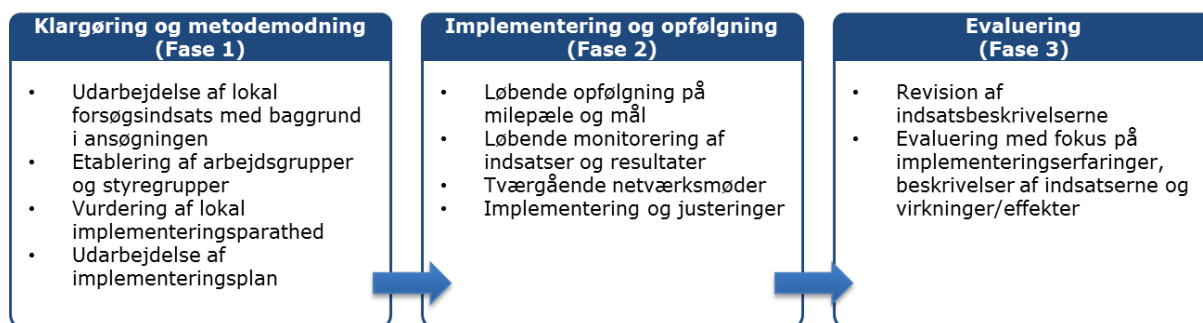 Klargøring og metodemodning
(Fase 1)
• Udarbejdelse af lokal
forsøgsindsats med baggrund
i ansøgningen
• Etablering af arbejdsgrupper
og styregrupper
• Vurdering af lokal
implementeringsparathed
• Udarbejdelse af
implementeringsplan
Implementering og opfølgning
(Fase 2)
• Løbende opfølgning på
milepæle og mål
• Løbende monitorering af
indsatser og resultater
• Tværgående netværksmøder
• Implementering og justeringer
Evaluering
(Fase 3)
• Revision af
indsatsbeskrivelserne
• Evaluering med fokus på
implementeringserfaringer,
beskrivelser af indsatserne og
virkninger/effekter